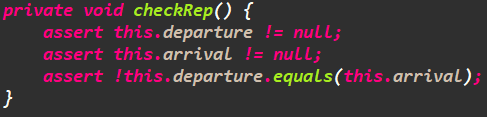 private void checkRep() {
    assert this.departure != null;
    assert this.arrival != null;
    assert !this.departure.equals(this.arrival);
}